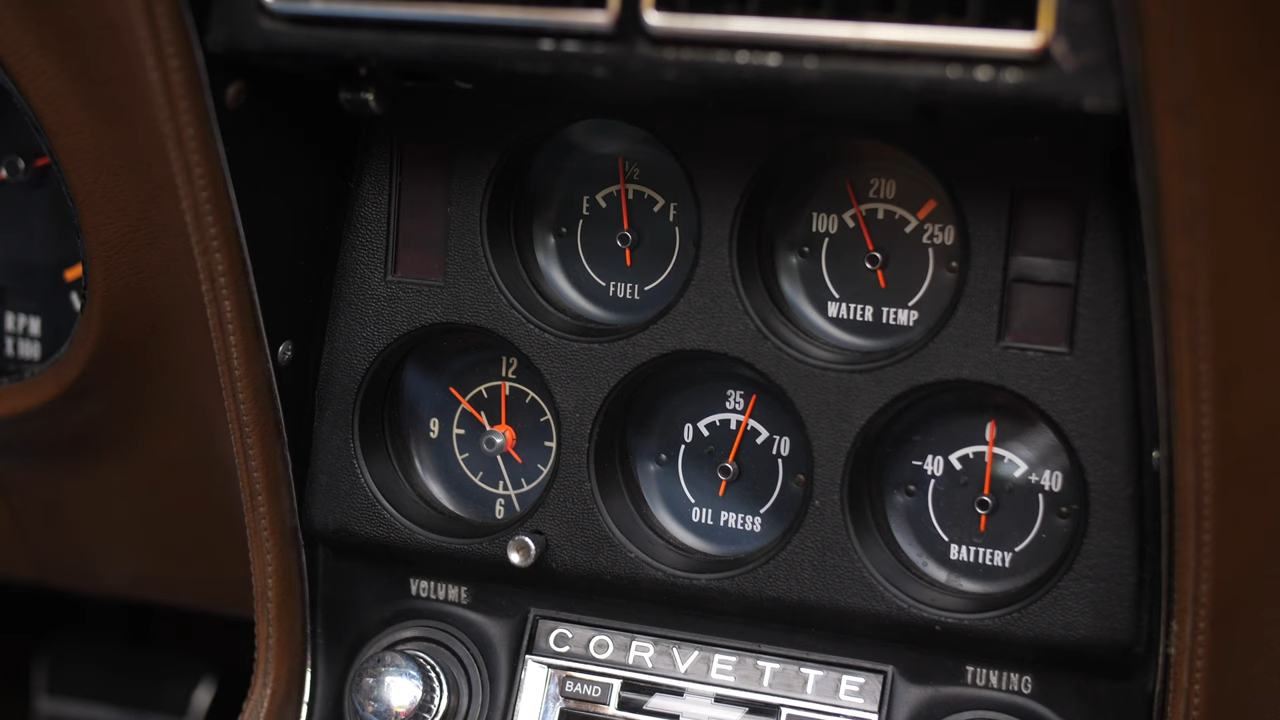 ½
E F
FUEL
210
100 250
WATER TEMP
RPM
X 100
12
9
6
35
0 70
OIL PRESS
0
-40 +40
BATTERY
VOLUME
CORVETTE
TUNING
BAND